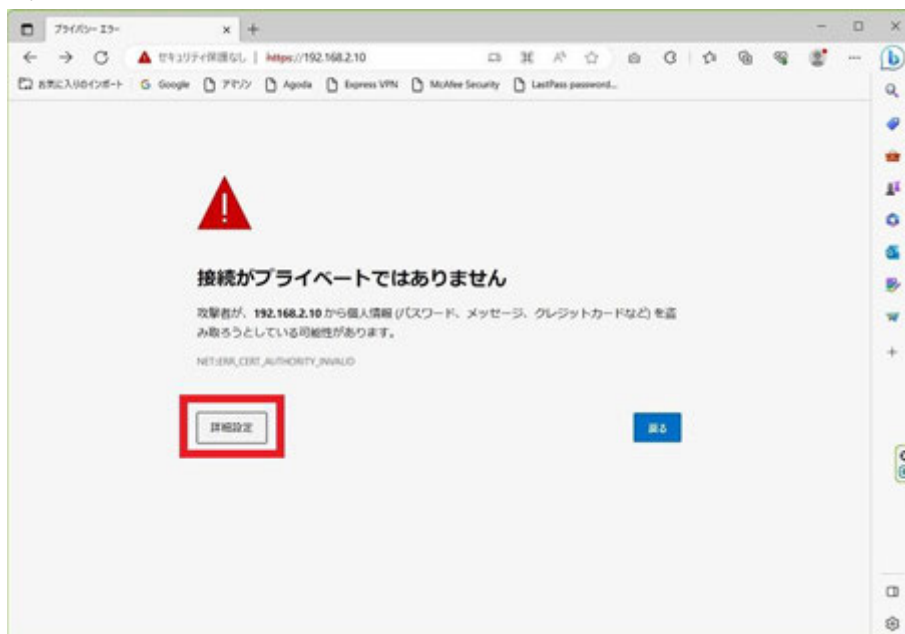 プライバシー エラー
セキュリティ保護なし | https://192.168.2.10
お気に入りのインポート Google アマゾン Agoda Express VPN McAfee Security LastPass password...
接続がプライベートではありません
攻撃者が、192.168.2.10 から個人情報 (パスワード、メッセージ、クレジットカードなど) を盗
み取ろうとしている可能性があります。
NET::ERR_CERT_AUTHORITY_INVALID
詳細設定
戻る